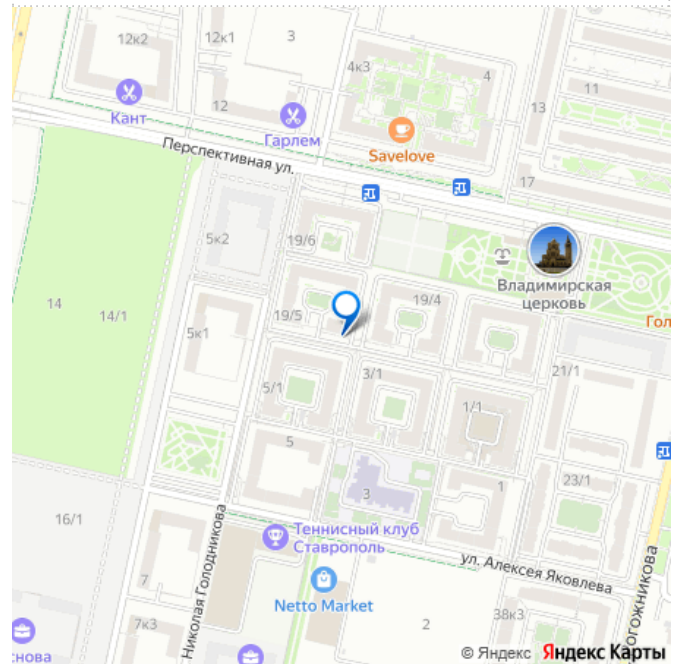 12к2
12к1
3
4к3
4
11
13
Кант
12
Гарлем
Savelove
Перспективная ул.
17
5к2
19/6
Владимирская
церковь
14
14/1
19/5
19/4
5к1
Гол
21/1
5/1
3/1
1/1
5
3
1
23/1
16/1
Теннисный клуб
Ставрополь
Николая Голодникова
ул. Алексея Яковлева
7
Netto Market
7к3
2
38к3
огожникова
снова
© Яндекс Яндекс Карты